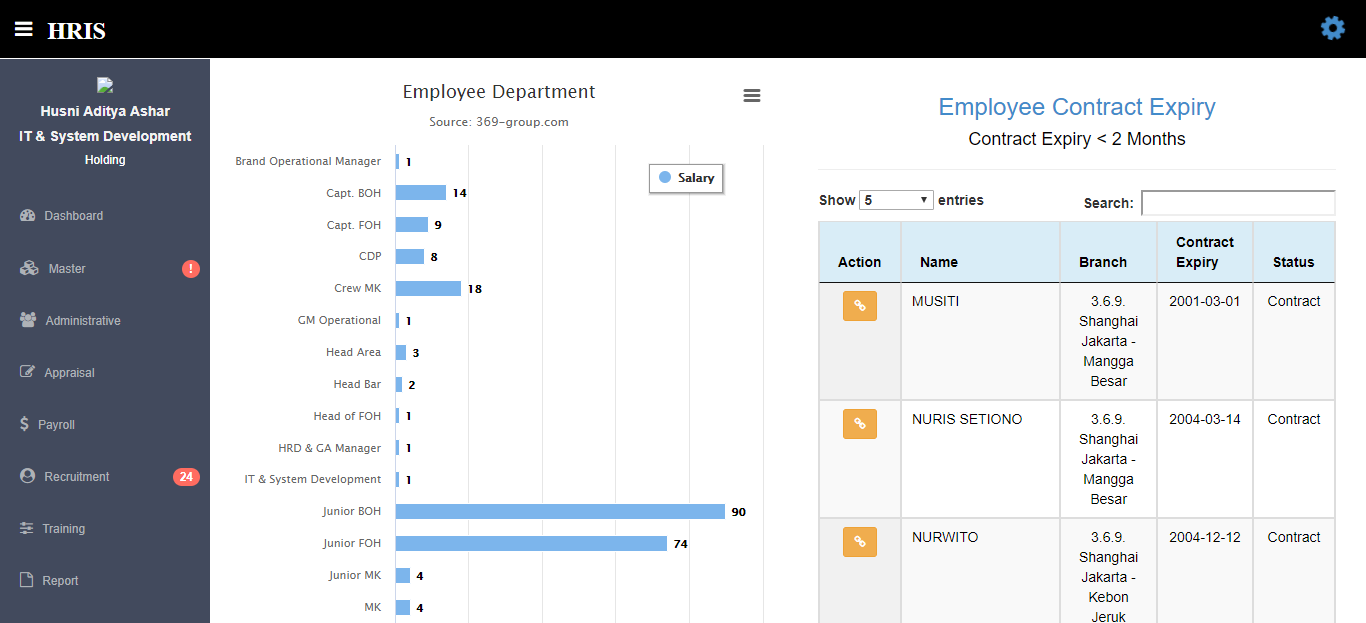 HRIS
Husni Aditya Ashar
IT & System Development
Holding
Dashboard
Master !
Administrative
Appraisal
$ Payroll
Recruitment 24
Training
Report
Employee Department
Source: 369-group.com
Salary
Brand Operational Manager 1
Capt. BOH 14
Capt. FOH 9
CDP 8
Crew MK 18
GM Operational 1
Head Area 3
Head Bar 2
Head of FOH 1
HRD & GA Manager 1
IT & System Development 1
Junior BOH 90
Junior FOH 74
Junior MK 4
MK 4
Employee Contract Expiry
Contract Expiry < 2 Months
Show 5 entries
Search:
Action Name Branch Contract Expiry Status
MUSITI 3.6.9. 2001-03-01 Contract
Shanghai
Jakarta -
Mangga
Besar
NURIS SETIONO 3.6.9. 2004-03-14 Contract
Shanghai
Jakarta -
Mangga
Besar
NURWITO 3.6.9. 2004-12-12 Contract
Shanghai
Jakarta -
Kebon
Jeruk